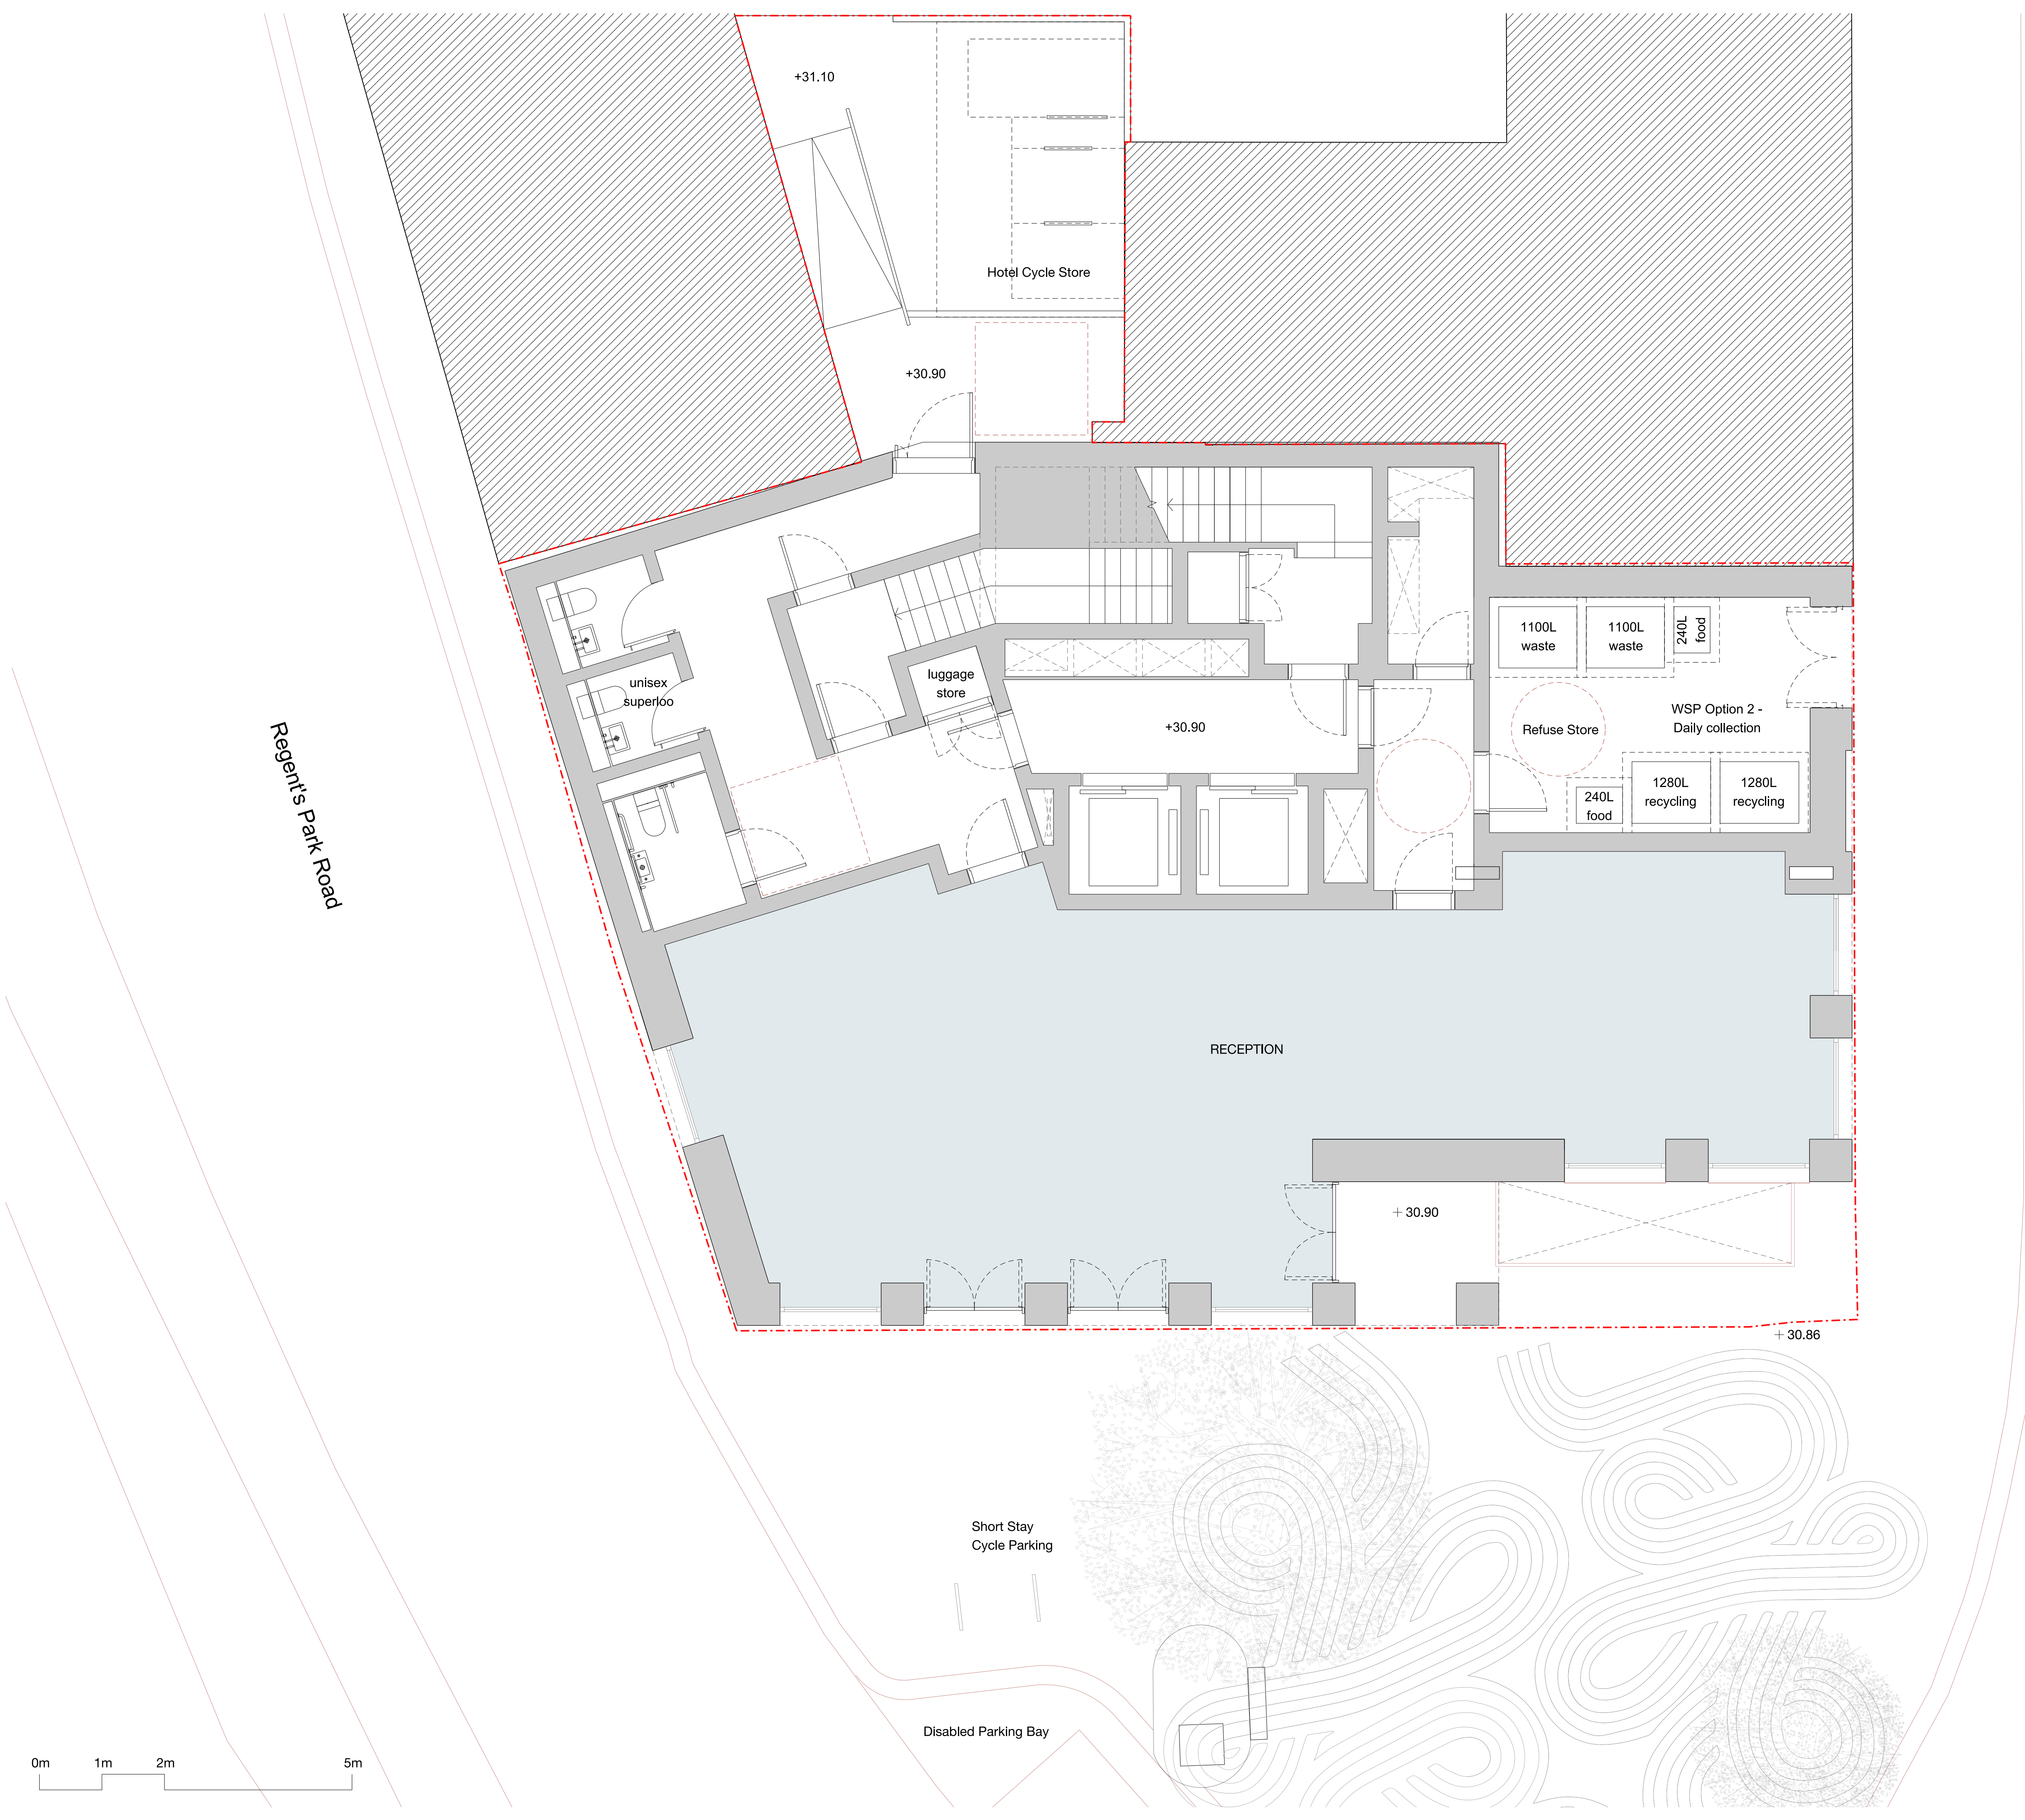 +31.10
Hotel Cycle Store
+30.90
1100L
waste
1100L
waste
240L
food
unisex
superloo
luggage
store
+30.90
WSP Option 2 -
Daily collection
Refuse Store
240L
food
1280L
recycling
1280L
recycling
Regent's Park Road
RECEPTION
+ 30.90
+ 30.86
Short Stay
Cycle Parking
Disabled Parking Bay
0m
1m
2m
5m